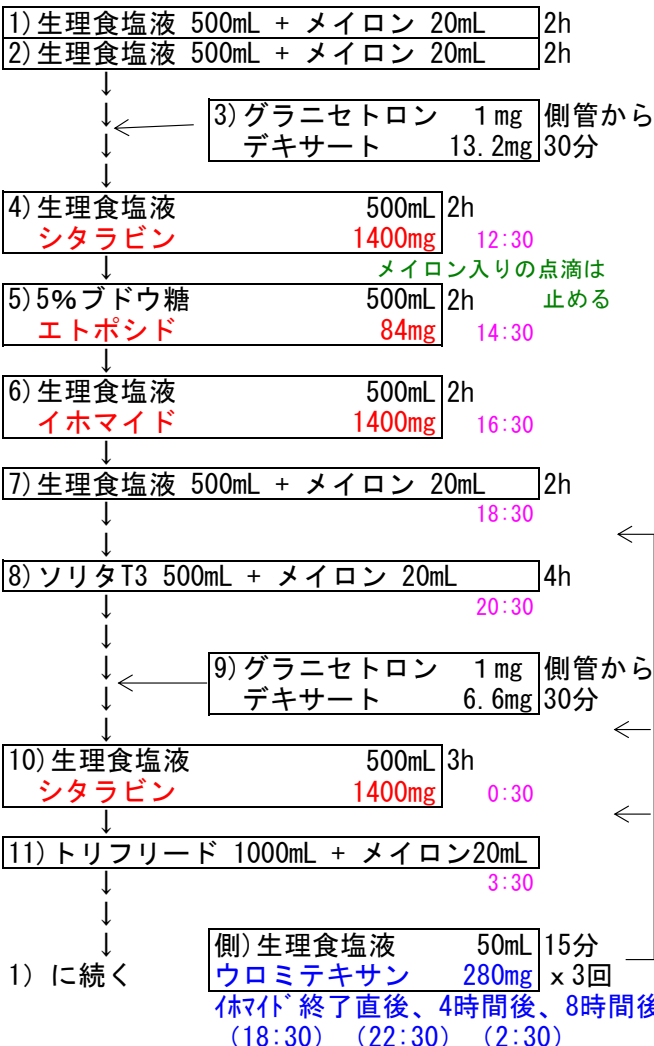 1)生理食塩液 500mL + メイロン 20mL 2h
2)生理食塩液 500mL + メイロン 20mL 2h
↓
↓
↓
↓
3)グラニセトロン 1mg 側管から
デキサート 13.2mg 30分
4)生理食塩液 500mL 2h
シタラビン 1400mg 12:30
↓
メイロン入りの点滴は
止める
5)5%ブドウ糖 500mL 2h
エトポシド 84mg 14:30
↓
6)生理食塩液 500mL 2h
イホマイド 1400mg 16:30
↓
7)生理食塩液 500mL + メイロン 20mL 2h
↓ 18:30
↓
8)ソリタT3 500mL + メイロン 20mL 4h
↓ 20:30
↓
↓
↓
↓
9)グラニセトロン 1mg 側管から
デキサート 6.6mg 30分
10)生理食塩液 500mL 3h
シタラビン 1400mg 0:30
↓
11)トリフリード 1000mL + メイロン20mL
↓ 3:30
↓
↓
1) に続く
側)生理食塩液 50mL 15分
ウロミテキサン 280mg x3回
ｲﾎﾏｲﾄﾞ終了直後、4時間後、8時間後
(18:30) (22:30) (2:30)